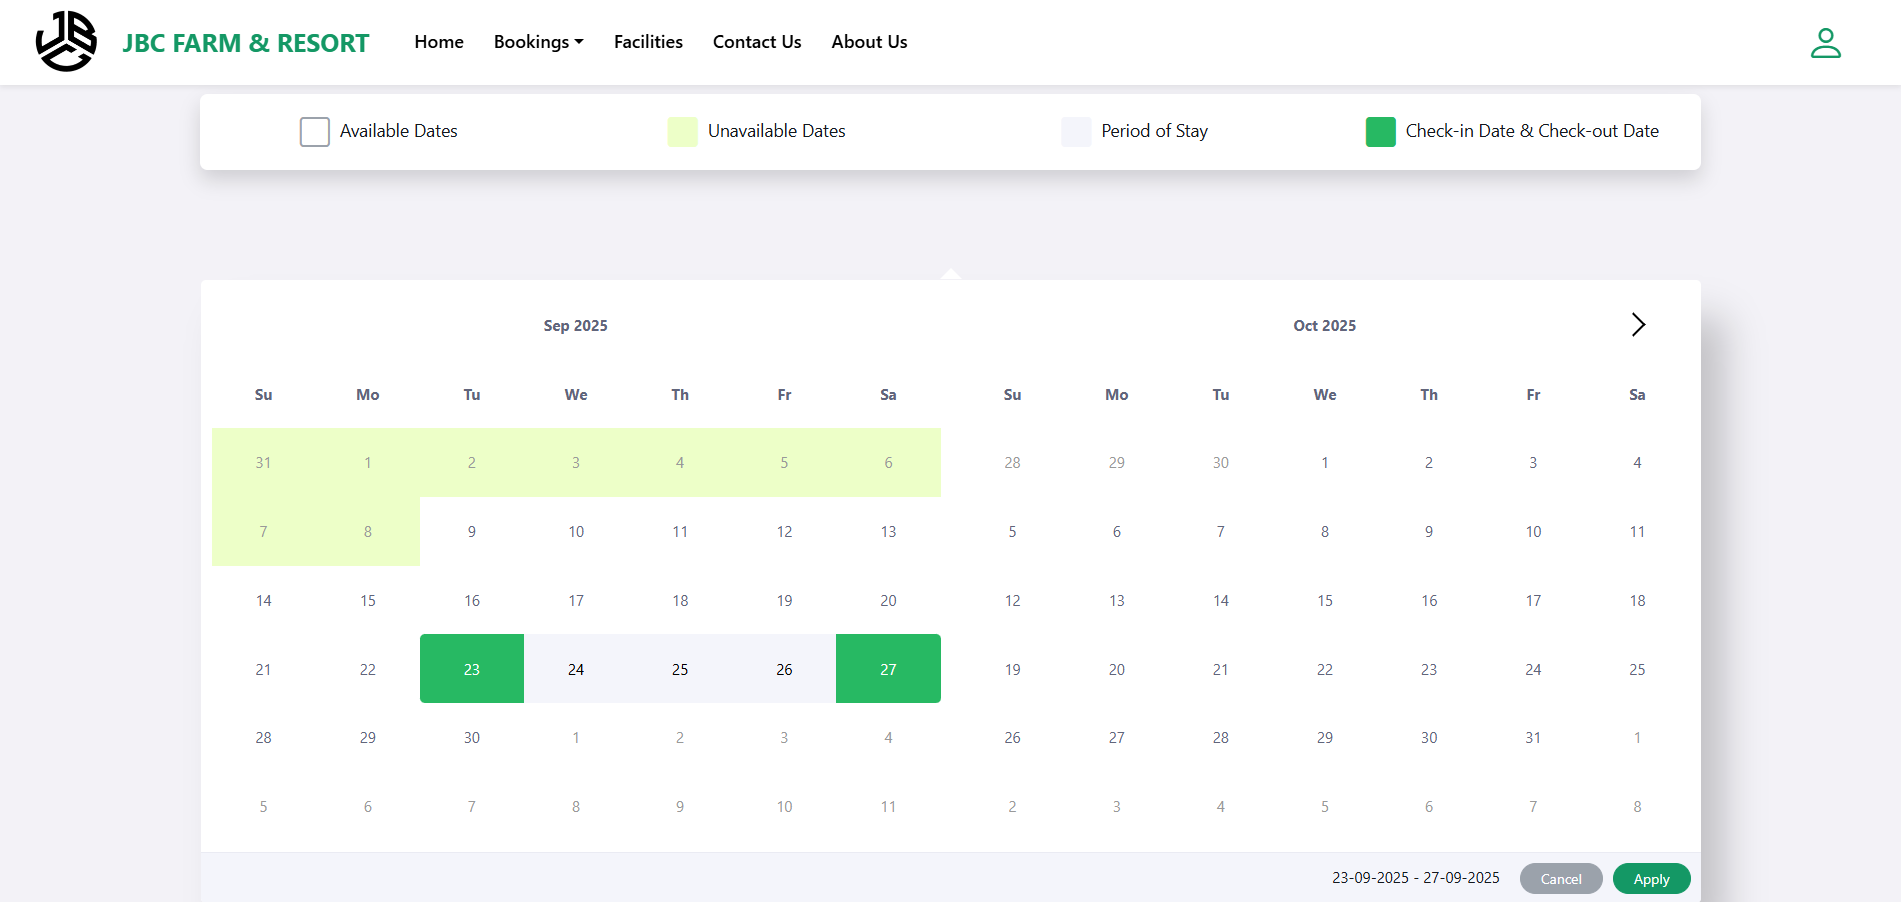 JBC FARM & RESORT Home Bookings Facilities Contact Us About Us
Available Dates Unavailable Dates Period of Stay Check-in Date & Check-out Date
Sep 2025 Oct 2025
Su Mo Tu We Th Fr Sa Su Mo Tu We Th Fr Sa
31 1 2 3 4 5 6 28 29 30 1 2 3 4
7 8 9 10 11 12 13 5 6 7 8 9 10 11
14 15 16 17 18 19 20 12 13 14 15 16 17 18
21 22 23 24 25 26 27 19 20 21 22 23 24 25
28 29 30 1 2 3 4 26 27 28 29 30 31 1
5 6 7 8 9 10 11 2 3 4 5 6 7 8
23-09-2025 - 27-09-2025 Cancel Apply